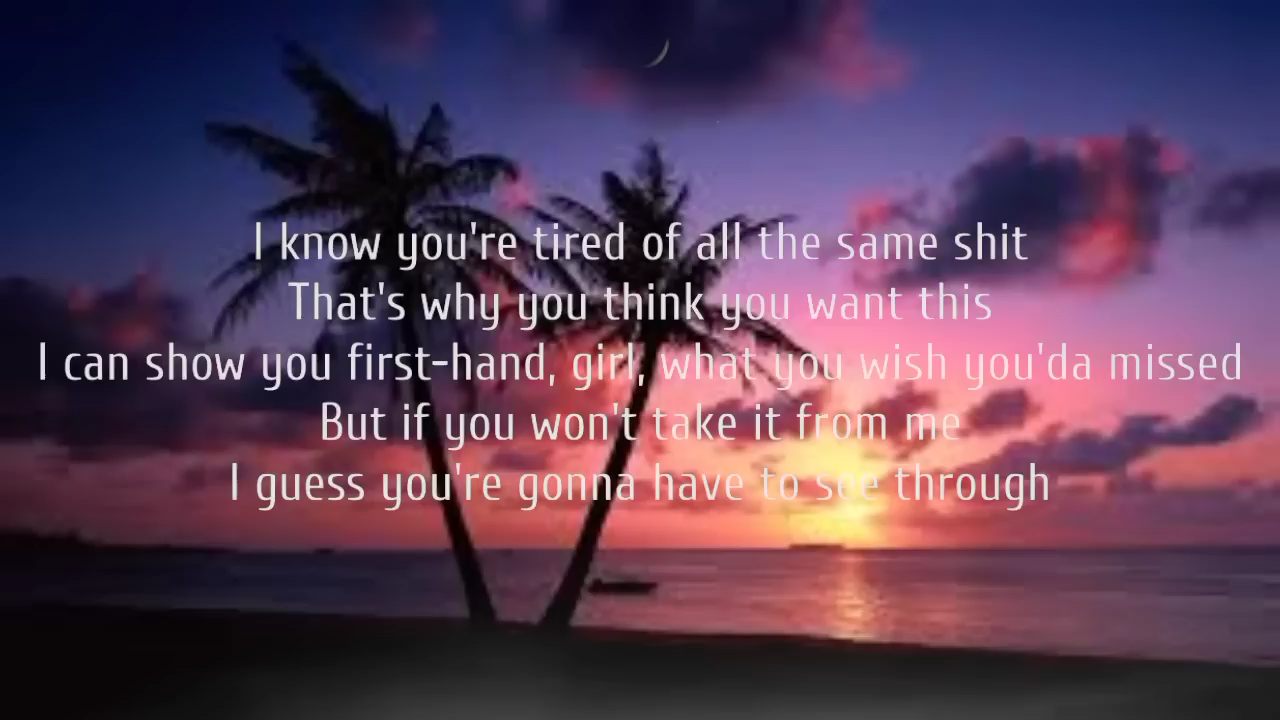 I know you're tired of all the same shit
That's why you think you want this
I can show you first-hand, girl, what you wish you'da missed
But if you won't take it from me
I guess you're gonna have to see through